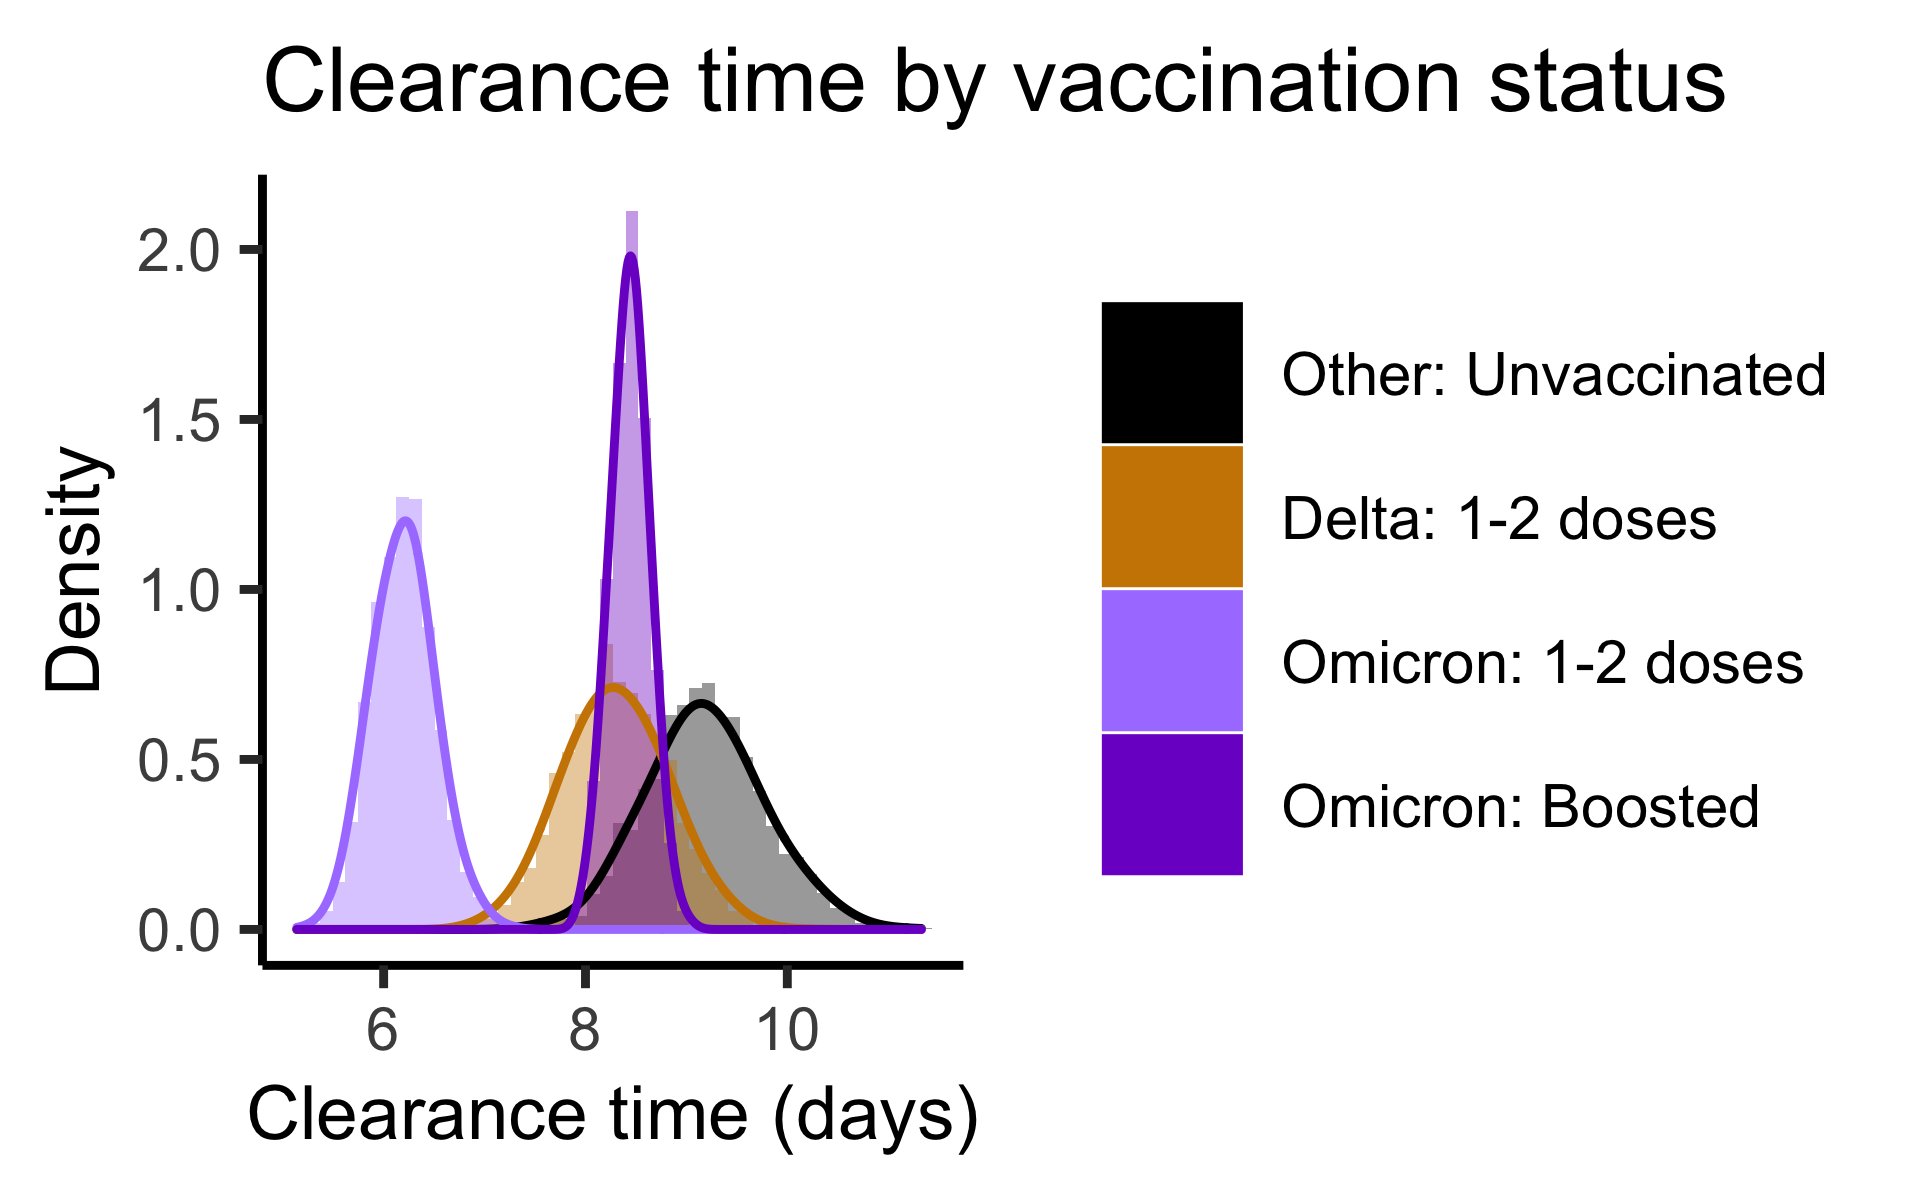 Clearance time by vaccination status
Density
2.0
1.5
1.0
0.5
0.0
6 8 10
Clearance time (days)
Other: Unvaccinated
Delta: 1-2 doses
Omicron: 1-2 doses
Omicron: Boosted